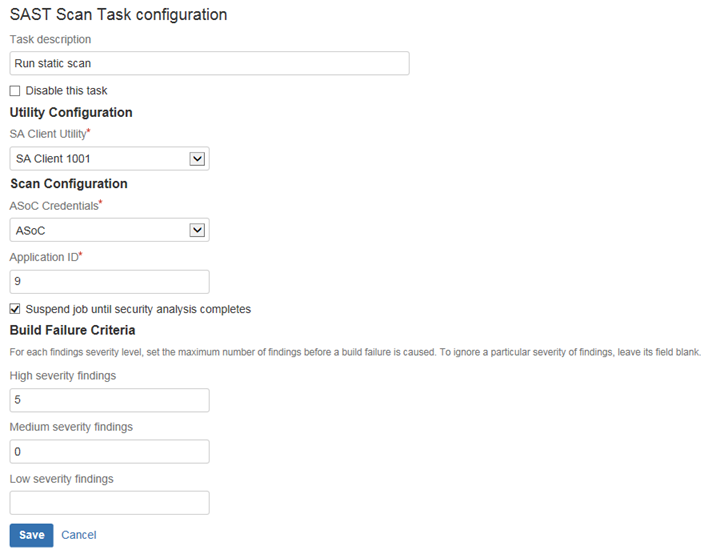 SAST Scan Task configuration
Task description
Run static scan
Disable this task
Utility Configuration
SA Client Utility*
SA Client 1001
Scan Configuration
ASoC Credentials*
ASoC
Application ID*
9
Suspend job until security analysis completes
Build Failure Criteria
For each findings severity level, set the maximum number of findings before a build failure is caused. To ignore a particular severity of findings, leave its field blank.
High severity findings
5
Medium severity findings
0
Low severity findings
Save Cancel